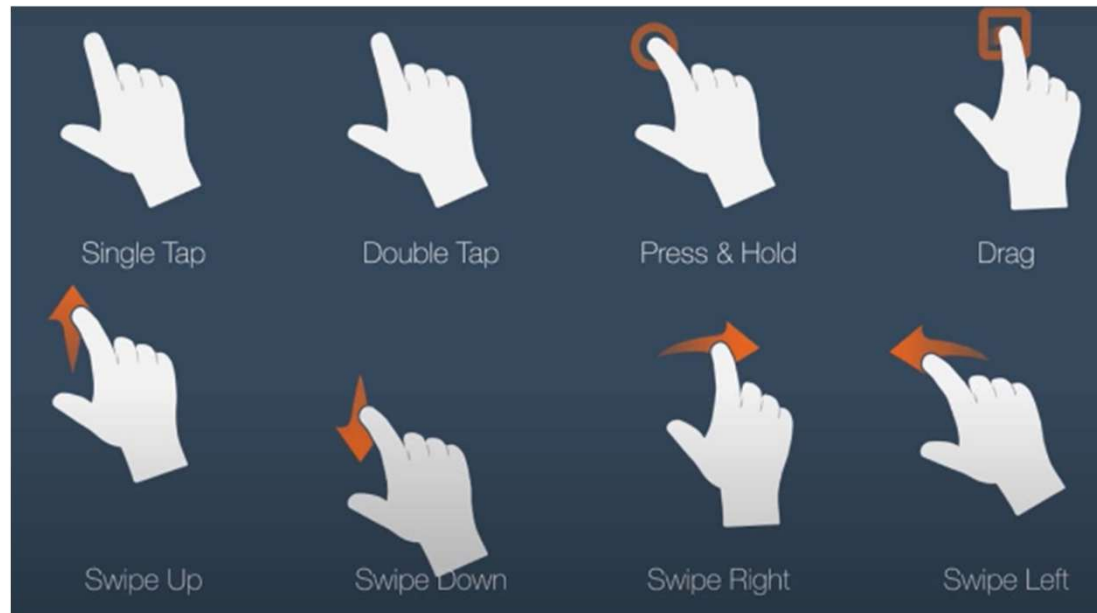 Single Tap
Double Tap
Press & Hold
Drag
Swipe Up
Swipe Down
Swipe Right
Swipe Left